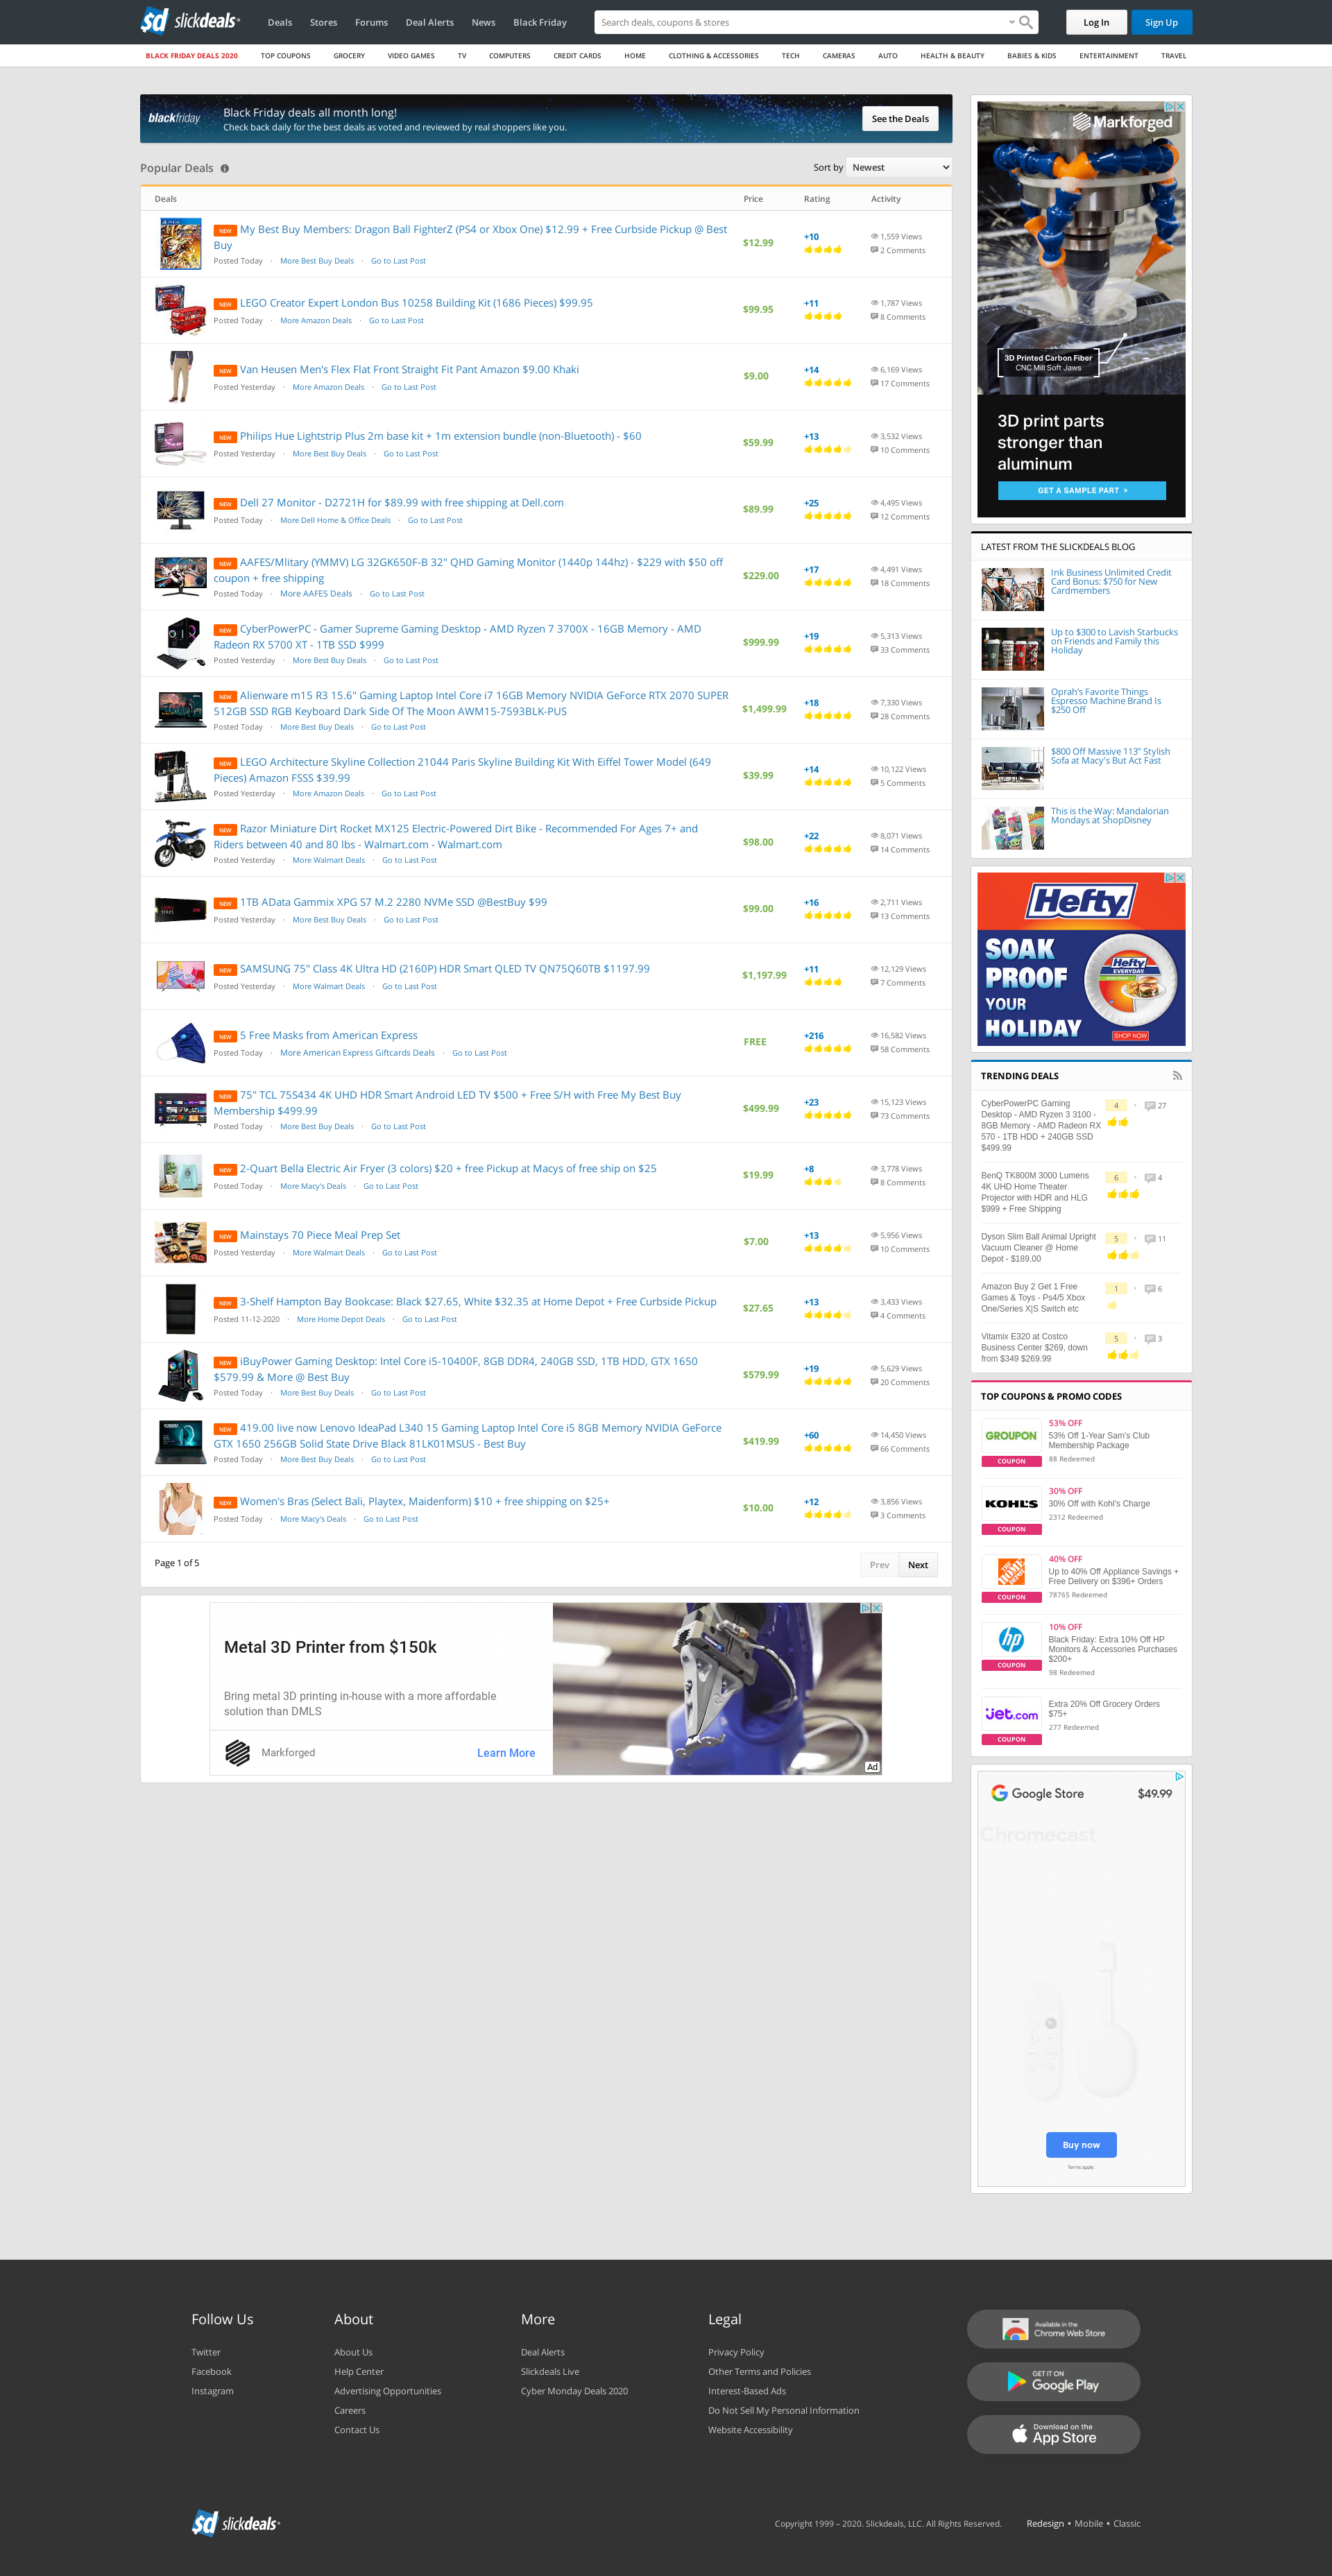 slickdeals
Deals
Stores
Forums
Deal Alerts
News
Black Friday
Search deals, coupons & stores
Log In
Sign Up
BLACK FRIDAY DEALS 2020
TOP COUPONS
GROCERY
VIDEO GAMES
TV
COMPUTERS
CREDIT CARDS
HOME
CLOTHING & ACCESSORIES
TECH
CAMERAS
AUTO
HEALTH & BEAUTY
BABIES & KIDS
ENTERTAINMENT
TRAVEL
blackfriday
Black Friday deals all month long!
Check back daily for the best deals as voted and reviewed by real shoppers like you.
See the Deals
Popular Deals
Sort by Newest
Deals Price Rating Activity
NEW My Best Buy Members: Dragon Ball FighterZ (PS4 or Xbox One) $12.99 + Free Curbside Pickup @ Best
Buy
Posted Today · More Best Buy Deals · Go to Last Post
$12.99
+10
1,559 Views
2 Comments
NEW LEGO Creator Expert London Bus 10258 Building Kit (1686 Pieces) $99.95
Posted Today · More Amazon Deals · Go to Last Post
$99.95
+11
1,787 Views
8 Comments
NEW Van Heusen Men's Flex Flat Front Straight Fit Pant Amazon $9.00 Khaki
Posted Yesterday · More Amazon Deals · Go to Last Post
$9.00
+14
6,169 Views
17 Comments
NEW Philips Hue Lightstrip Plus 2m base kit + 1m extension bundle (non-Bluetooth) - $60
Posted Yesterday · More Best Buy Deals · Go to Last Post
$59.99
+13
3,532 Views
10 Comments
NEW Dell 27 Monitor - D2721H for $89.99 with free shipping at Dell.com
Posted Today · More Dell Home & Office Deals · Go to Last Post
$89.99
+25
4,495 Views
12 Comments
NEW AAFES/Mlitary (YMMV) LG 32GK650F-B 32" QHD Gaming Monitor (1440p 144hz) - $229 with $50 off
coupon + free shipping
Posted Today · More AAFES Deals · Go to Last Post
$229.00
+17
4,491 Views
18 Comments
NEW CyberPowerPC - Gamer Supreme Gaming Desktop - AMD Ryzen 7 3700X - 16GB Memory - AMD
Radeon RX 5700 XT - 1TB SSD $999
Posted Yesterday · More Best Buy Deals · Go to Last Post
$999.99
+19
5,313 Views
33 Comments
NEW Alienware m15 R3 15.6" Gaming Laptop Intel Core i7 16GB Memory NVIDIA GeForce RTX 2070 SUPER
512GB SSD RGB Keyboard Dark Side Of The Moon AWM15-7593BLK-PUS
Posted Today · More Best Buy Deals · Go to Last Post
$1,499.99
+18
7,330 Views
28 Comments
NEW LEGO Architecture Skyline Collection 21044 Paris Skyline Building Kit With Eiffel Tower Model (649
Pieces) Amazon FSSS $39.99
Posted Yesterday · More Amazon Deals · Go to Last Post
$39.99
+14
10,122 Views
5 Comments
NEW Razor Miniature Dirt Rocket MX125 Electric-Powered Dirt Bike - Recommended For Ages 7+ and
Riders between 40 and 80 lbs - Walmart.com - Walmart.com
Posted Yesterday · More Walmart Deals · Go to Last Post
$98.00
+22
8,071 Views
14 Comments
NEW 1TB AData Gammix XPG S7 M.2 2280 NVMe SSD @BestBuy $99
Posted Yesterday · More Best Buy Deals · Go to Last Post
$99.00
+16
2,711 Views
13 Comments
NEW SAMSUNG 75" Class 4K Ultra HD (2160P) HDR Smart QLED TV QN75Q60TB $1197.99
Posted Yesterday · More Walmart Deals · Go to Last Post
$1,197.99
+11
12,129 Views
7 Comments
NEW 5 Free Masks from American Express
Posted Today · More American Express Giftcards Deals · Go to Last Post
FREE
+216
16,582 Views
58 Comments
NEW 75" TCL 75S434 4K UHD HDR Smart Android LED TV $500 + Free S/H with Free My Best Buy
Membership $499.99
Posted Today · More Best Buy Deals · Go to Last Post
$499.99
+23
15,123 Views
73 Comments
NEW 2-Quart Bella Electric Air Fryer (3 colors) $20 + free Pickup at Macys of free ship on $25
Posted Today · More Macy's Deals · Go to Last Post
$19.99
+8
3,778 Views
8 Comments
NEW Mainstays 70 Piece Meal Prep Set
Posted Yesterday · More Walmart Deals · Go to Last Post
$7.00
+13
5,956 Views
10 Comments
NEW 3-Shelf Hampton Bay Bookcase: Black $27.65, White $32.35 at Home Depot + Free Curbside Pickup
Posted 11-12-2020 · More Home Depot Deals · Go to Last Post
$27.65
+13
3,433 Views
4 Comments
NEW iBuyPower Gaming Desktop: Intel Core i5-10400F, 8GB DDR4, 240GB SSD, 1TB HDD, GTX 1650
$579.99 & More @ Best Buy
Posted Today · More Best Buy Deals · Go to Last Post
$579.99
+19
5,629 Views
20 Comments
NEW 419.00 live now Lenovo IdeaPad L340 15 Gaming Laptop Intel Core i5 8GB Memory NVIDIA GeForce
GTX 1650 256GB Solid State Drive Black 81LK01MSUS - Best Buy
Posted Today · More Best Buy Deals · Go to Last Post
$419.99
+60
14,450 Views
66 Comments
NEW Women's Bras (Select Bali, Playtex, Maidenform) $10 + free shipping on $25+
Posted Today · More Macy's Deals · Go to Last Post
$10.00
+12
3,856 Views
3 Comments
Page 1 of 5
Prev
Next
Metal 3D Printer from $150k
Bring metal 3D printing in-house with a more affordable
solution than DMLS
Markforged
Learn More
Ad
Markforged
3D Printed Carbon Fiber
CNC Mill Soft Jaws
3D print parts
stronger than
aluminum
GET A SAMPLE PART >
LATEST FROM THE SLICKDEALS BLOG
Ink Business Unlimited Credit
Card Bonus: $750 for New
Cardmembers
Up to $300 to Lavish Starbucks
on Friends and Family this
Holiday
Oprah's Favorite Things
Espresso Machine Brand Is
$250 Off
$800 Off Massive 113" Stylish
Sofa at Macy's But Act Fast
This is the Way: Mandalorian
Mondays at ShopDisney
Hefty
SOAK
PROOF
YOUR
HOLIDAY
Hefty
EVERYDAY
SHOP NOW
TRENDING DEALS
CyberPowerPC Gaming
Desktop - AMD Ryzen 3 3100 -
8GB Memory - AMD Radeon RX
570 - 1TB HDD + 240GB SSD
$499.99
4 • 27
BenQ TK800M 3000 Lumens
4K UHD Home Theater
Projector with HDR and HLG
$999 + Free Shipping
6 • 4
Dyson Slim Ball Animal Upright
Vacuum Cleaner @ Home
Depot - $189.00
5 • 11
Amazon Buy 2 Get 1 Free
Games & Toys - Ps4/5 Xbox
One/Series X|S Switch etc
1 • 6
Vitamix E320 at Costco
Business Center $269, down
from $349 $269.99
5 • 3
TOP COUPONS & PROMO CODES
GROUPON
COUPON
53% OFF
53% Off 1-Year Sam's Club
Membership Package
88 Redeemed
KOHL'S
COUPON
30% OFF
30% Off with Kohl's Charge
2312 Redeemed
COUPON
40% OFF
Up to 40% Off Appliance Savings +
Free Delivery on $396+ Orders
78765 Redeemed
hp
COUPON
10% OFF
Black Friday: Extra 10% Off HP
Monitors & Accessories Purchases
$200+
98 Redeemed
jet.com
COUPON
Extra 20% Off Grocery Orders
$75+
277 Redeemed
Google Store
$49.99
Chromecast
Buy now
Terms apply.
Follow Us
Twitter
Facebook
Instagram
About
About Us
Help Center
Advertising Opportunities
Careers
Contact Us
More
Deal Alerts
Slickdeals Live
Cyber Monday Deals 2020
Legal
Privacy Policy
Other Terms and Policies
Interest-Based Ads
Do Not Sell My Personal Information
Website Accessibility
Available in the
Chrome Web Store
GET IT ON
Google Play
Download on the
App Store
slickdeals
Copyright 1999 – 2020. Slickdeals, LLC. All Rights Reserved.
Redesign • Mobile • Classic